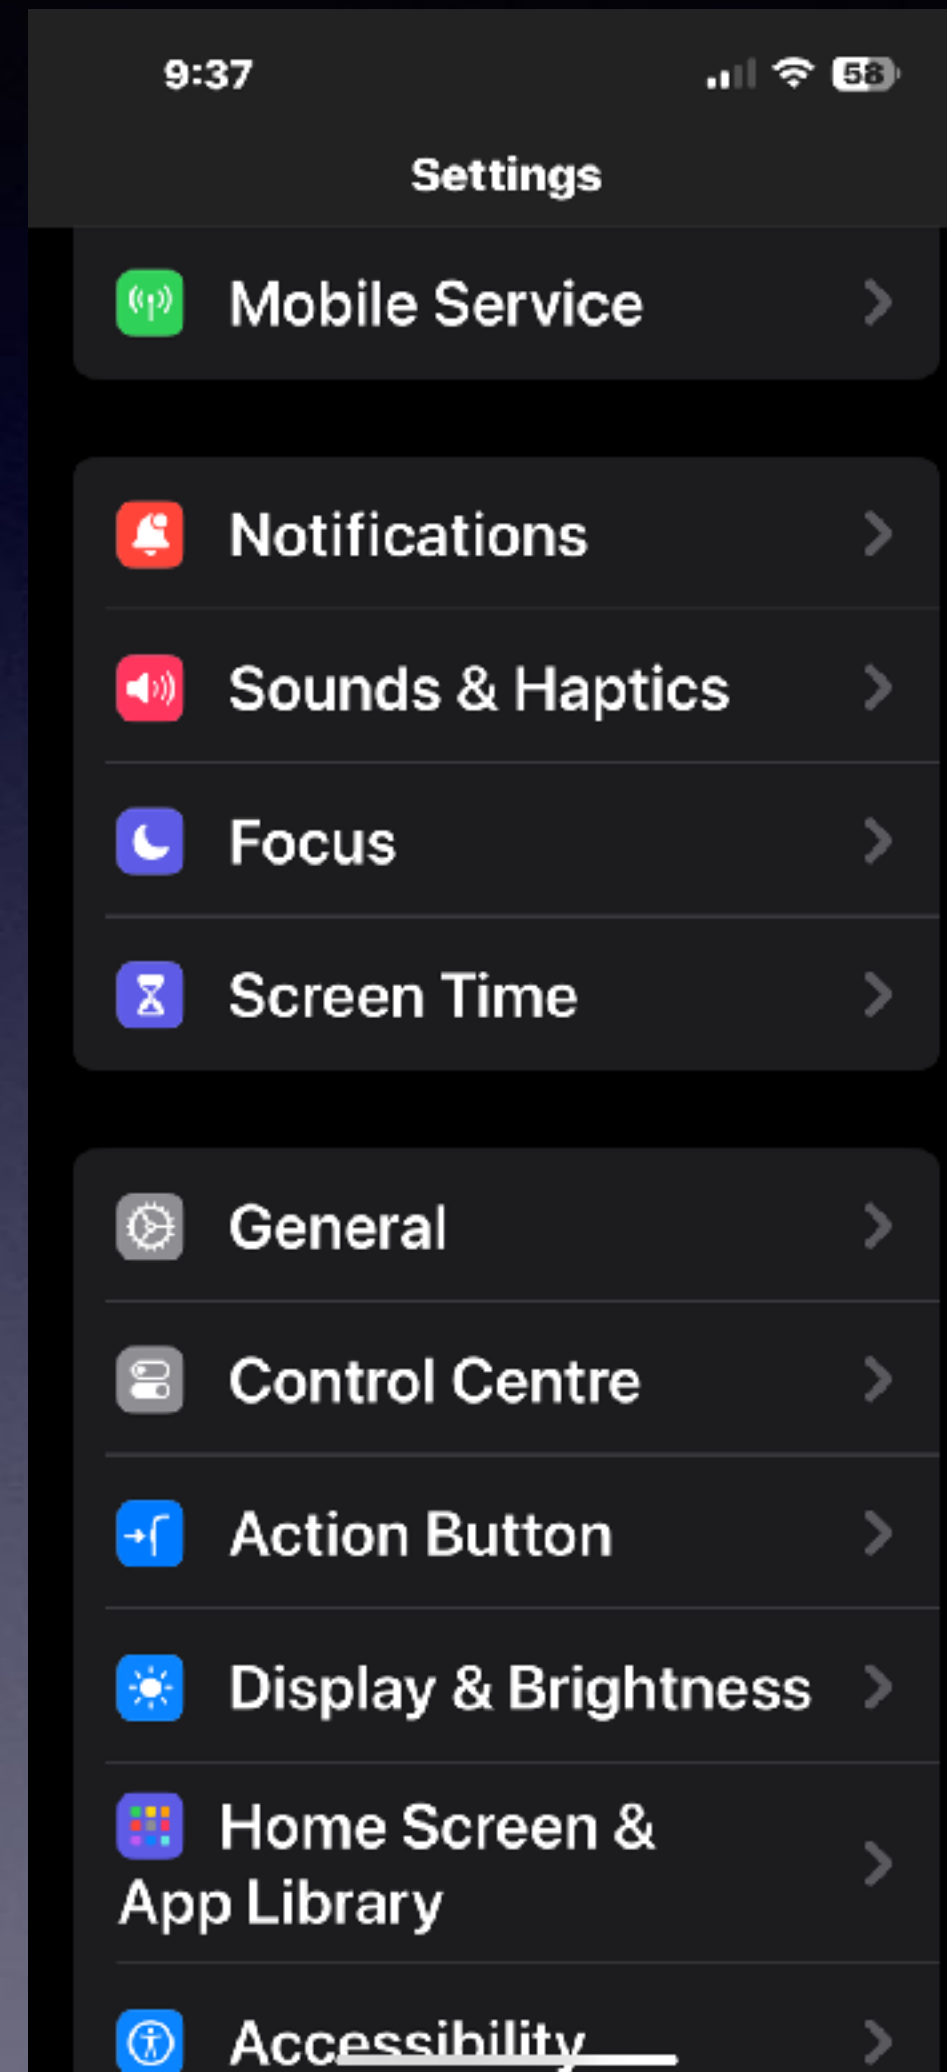 9:37
58
Settings
Mobile Service
Notifications
Sounds & Haptics
Focus
Screen Time
General
Control Centre
Action Button
Display & Brightness
Home Screen &
App Library
Accessibility